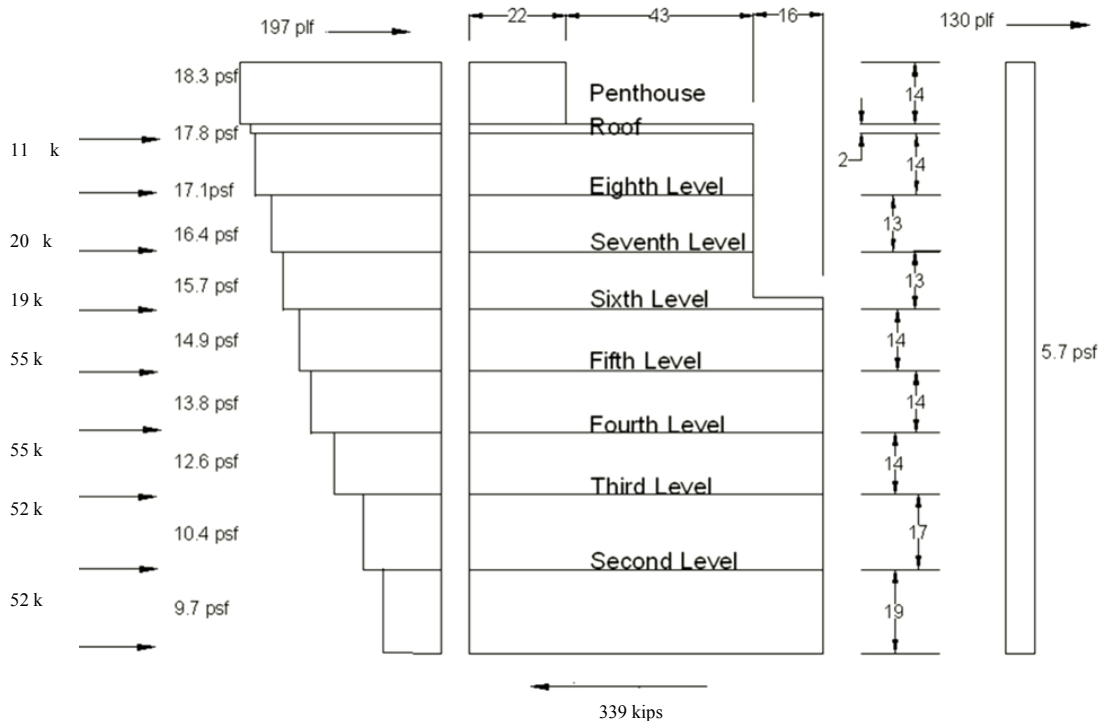 22 43 16
197 plf
130 plf
18.3 psf
Penthouse
14
17.8 psf
Roof
2
11 k
14
17.1psf
Eighth Level
13
20 k
16.4 psf
Seventh Level
13
19 k
15.7 psf
Sixth Level
14
14.9 psf
55 k
Fifth Level
5.7 psf
13.8 psf
14
Fourth Level
55 k
12.6 psf
14
Third Level
52 k
10.4 psf
17
Second Level
52 k
9.7 psf
19
339 kips